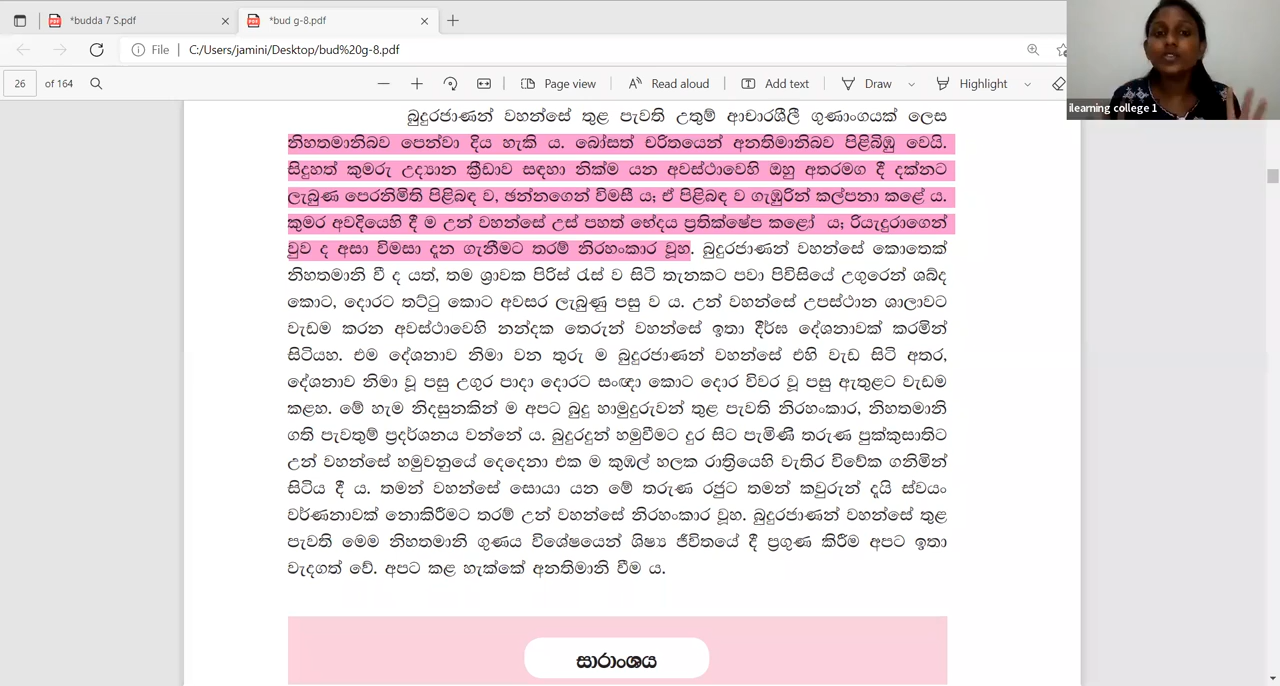 *budda 7 S.pdf
*bud g-8.pdf
File | C:/Users/jamini/Desktop/bud%20g-8.pdf
26 of 164
Page view
Read aloud
Add text
Draw
Highlight
ilearning college 1
බුදුරජාණන් වහන්සේ තුළ පැවති උතුම් ආචාරශීලී ගුණාංගයක් ලෙස
නිහතමානිබව පෙන්වා දිය හැකි ය. බෝසත් චරිතයෙන් අනතිමානිබව පිළිබිඹු වෙයි.
සිදුහත් කුමරු උද්‍යාන ක්‍රීඩාව සඳහා නික්ම යන අවස්ථාවෙහි ඔහු අතරමග දී දක්නට
ලැබුණ පෙරනිමිති පිළිබඳ ව, ඡන්නගෙන් විමසී ය; ඒ පිළිබඳ ව ගැඹුරින් කල්පනා කළේ ය.
කුමර අවදියෙහි දී ම උන් වහන්සේ උස් පහත් භේදය ප්‍රතික්ෂේප කළෝ ය; රියැදුරාගෙන්
වුව ද අසා විමසා දැන ගැනීමට තරම් නිරහංකාර වූහ. බුදුරජාණන් වහන්සේ කොතෙක්
නිහතමානි වී ද යත්, තම ශ්‍රාවක පිරිස් රැස් ව සිටි තැනකට පවා පිවිසියේ උගුරෙන් ශබ්ද
කොට, දොරට තට්ටු කොට අවසර ලැබුණු පසු ව ය. උන් වහන්සේ උපස්ථාන ශාලාවට
වැඩම කරන අවස්ථාවෙහි නන්දක තෙරුන් වහන්සේ ඉතා දීර්ඝ දේශනාවක් කරමින්
සිටියහ. එම දේශනාව නිමා වන තුරු ම බුදුරජාණන් වහන්සේ එහි වැඩ සිටි අතර,
දේශනාව නිමා වූ පසු උගුර පාදා දොරට සංඥා කොට දොර විවර වූ පසු ඇතුළට වැඩම
කළහ. මේ හැම නිදසුනකින් ම අපට බුදු හාමුදුරුවන් තුළ පැවති නිරහංකාර, නිහතමානි
ගති පැවතුම් ප්‍රදර්ශනය වන්නේ ය. බුදුරදුන් හමුවීමට දුර සිට පැමිණි තරුණ පුක්කුසාතිට
උන් වහන්සේ හමුවනුයේ දෙදෙනා එක ම කුඹල් හලක රාත්‍රියෙහි වැතිර විවේක ගනිමින්
සිටිය දී ය. තමන් වහන්සේ සොයා යන මේ තරුණ රජුට තමන් කවුරුන් දැයි ස්වයං
වර්ණනාවක් නොකිරීමට තරම් උන් වහන්සේ නිරහංකාර වූහ. බුදුරජාණන් වහන්සේ තුළ
පැවති මෙම නිහතමානි ගුණය විශේෂයෙන් ශිෂ්‍ය ජීවිතයේ දී ප්‍රගුණ කිරීම අපට ඉතා
වැදගත් වේ. අපට කළ හැක්කේ අනතිමානි වීම ය.
සාරාංශය